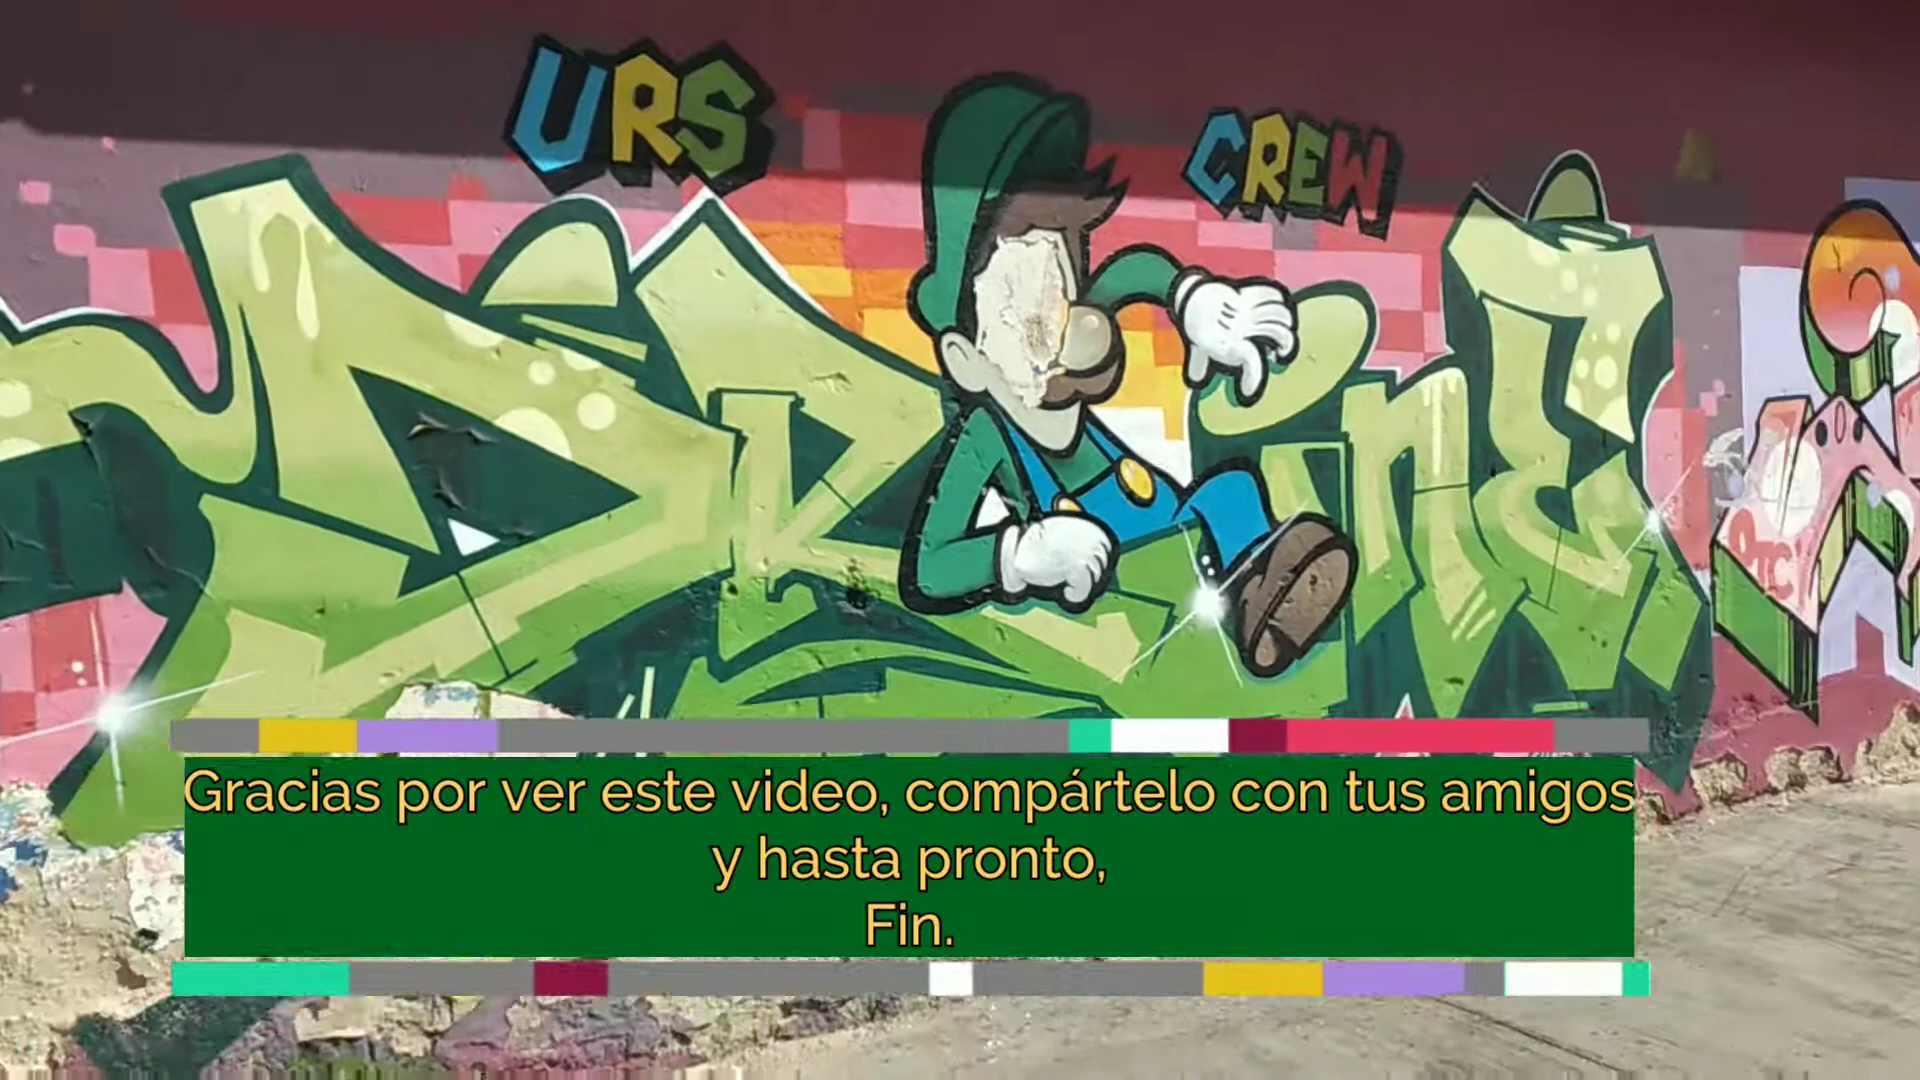 URS
CREW
Gracias por ver este video, compártelo con tus amigos
y hasta pronto,
Fin.